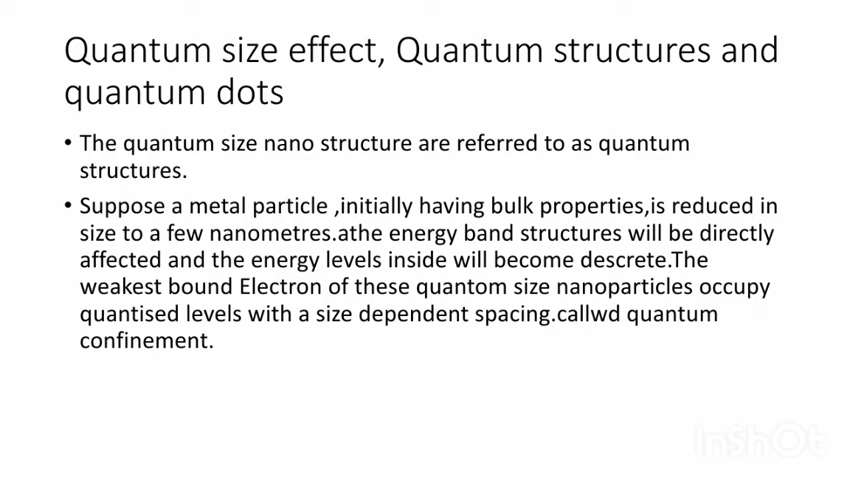 Quantum size effect, Quantum structures and
quantum dots
• The quantum size nano structure are referred to as quantum
structures.
• Suppose a metal particle ,initially having bulk properties,is reduced in
size to a few nanometres.athe energy band structures will be directly
affected and the energy levels inside will become descrete.The
weakest bound Electron of these quantom size nanoparticles occupy
quantised levels with a size dependent spacing.callwd quantum
confinement.
InShOt